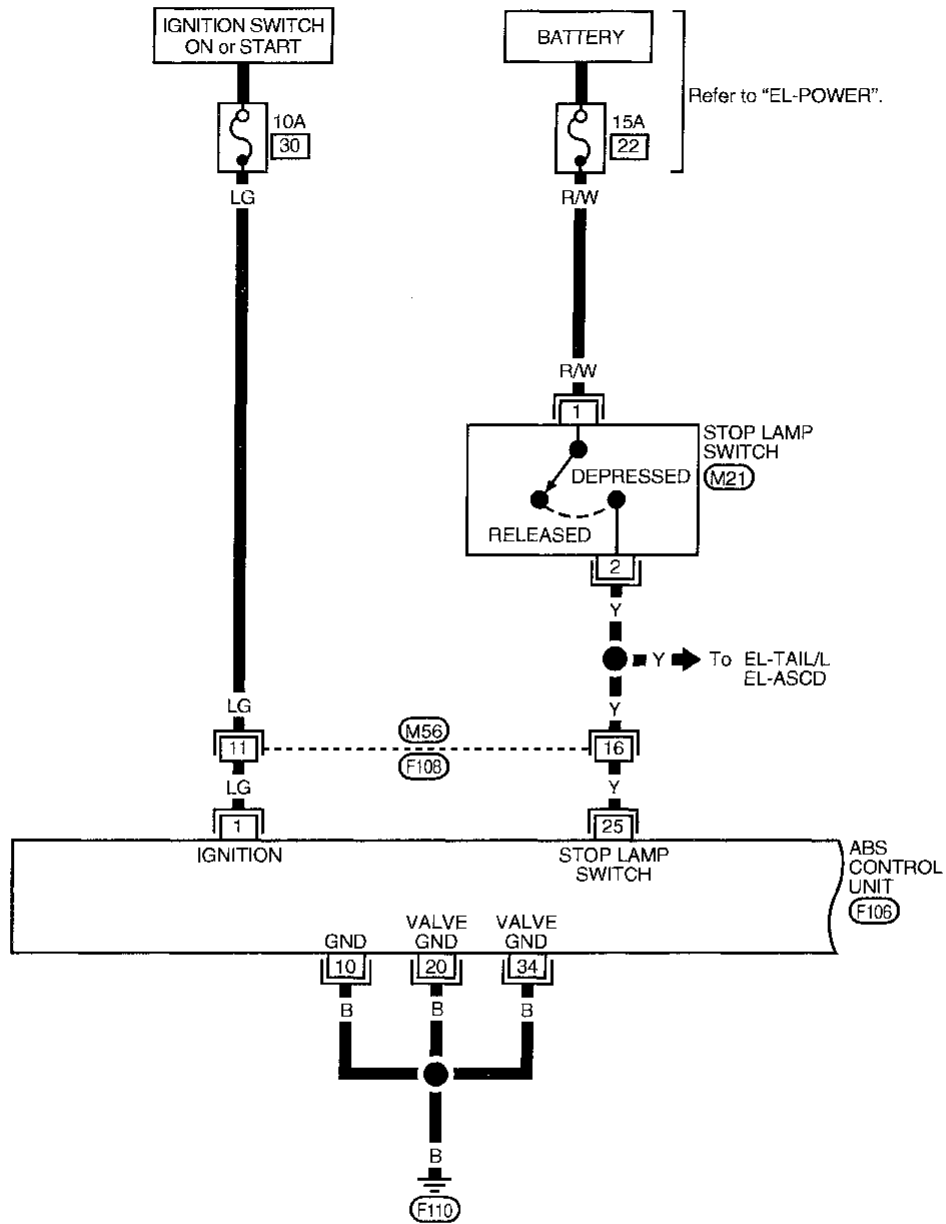 IGNITION SWITCH
ON or START
BATTERY
Refer to "EL-POWER".
10A
30
15A
22
LG
R/W
R/W
1
STOP LAMP
SWITCH
M21
DEPRESSED
RELEASED
2
Y
Y
To EL-TAIL/L
EL-ASCD
LG
Y
11
M56
F108
16
LG
Y
1
25
IGNITION
STOP LAMP
SWITCH
ABS
CONTROL
UNIT
F106
GND
VALVE
GND
VALVE
GND
10
20
34
B
B
B
B
F110